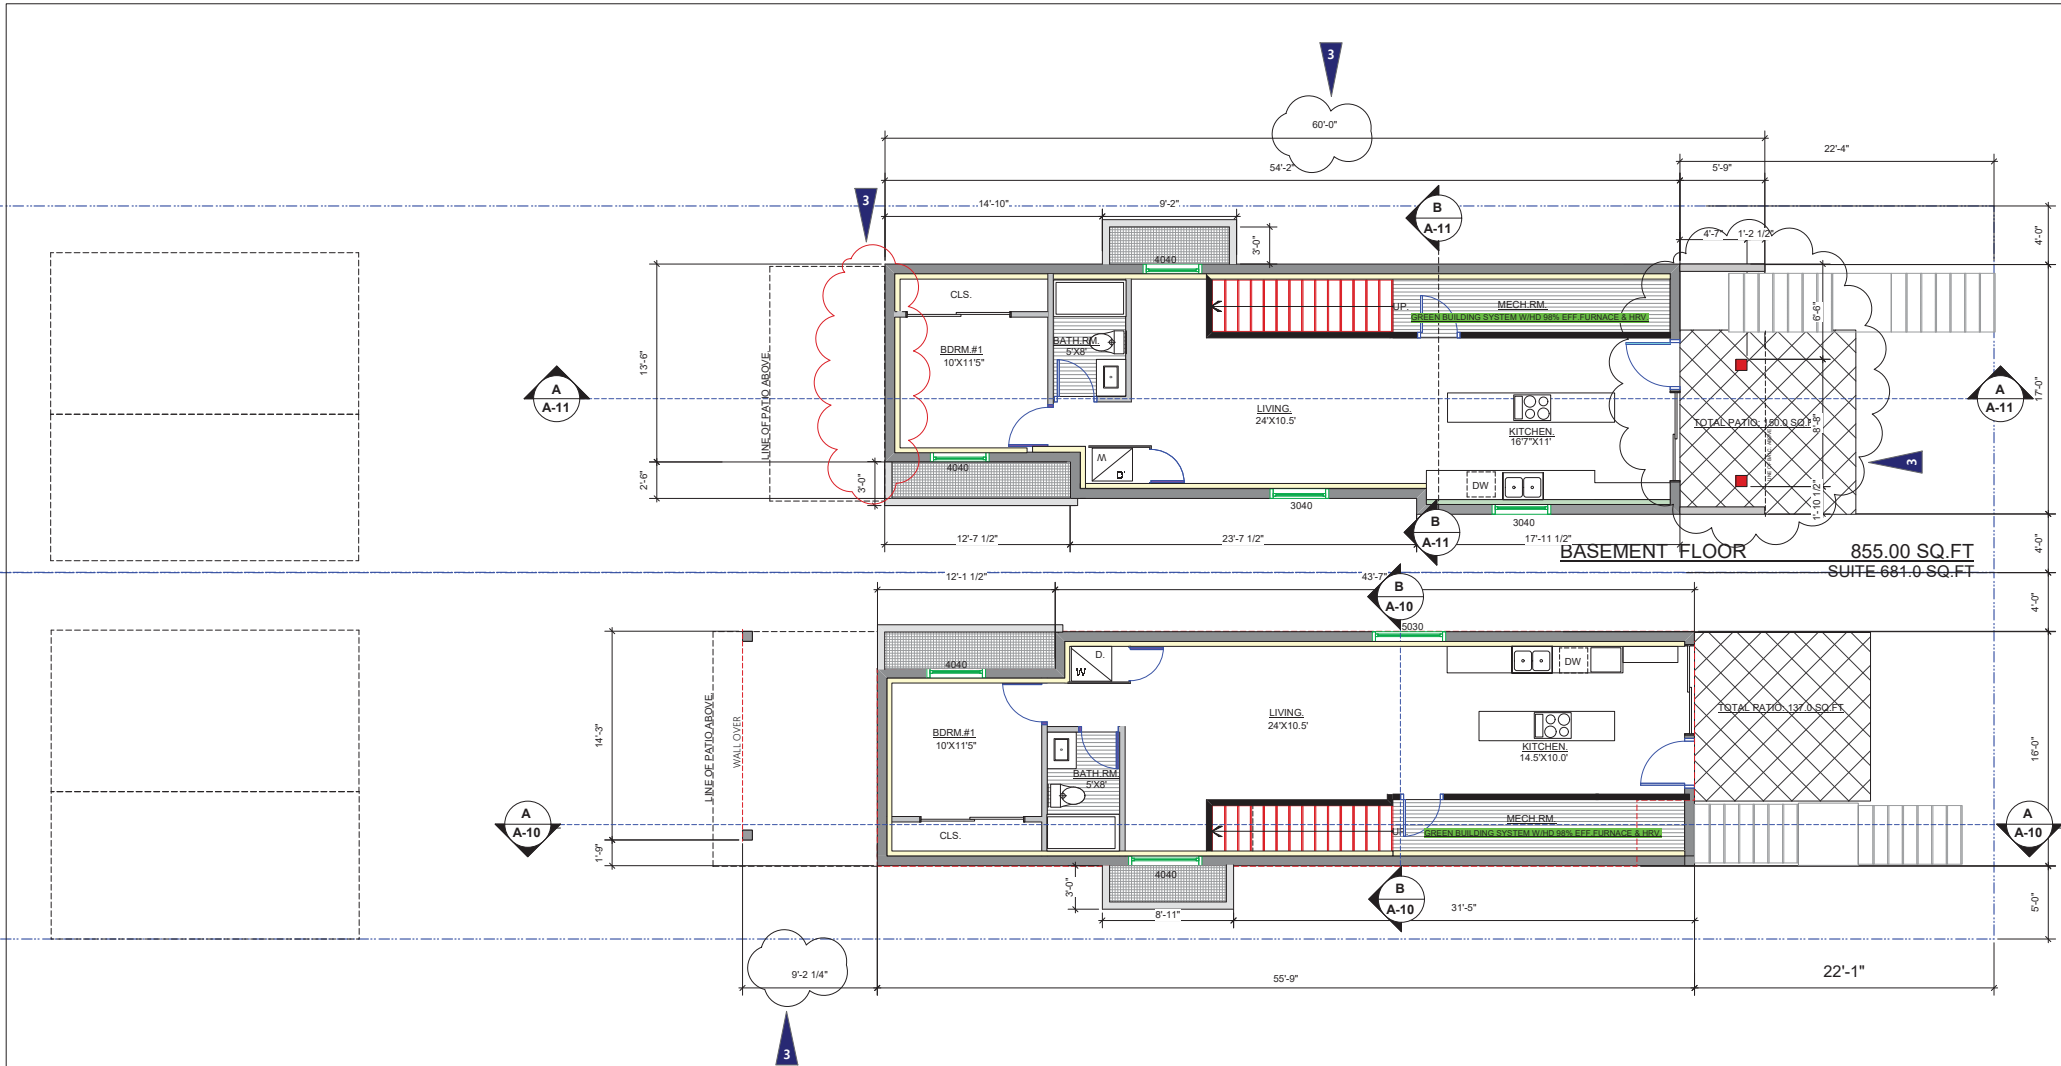 3
60'-0"
22'-4"
54'-2"
5'-9"
3
14'-10"
9'-2"
B
A-11
4'-7"
1'-2 1/2"
4'-0"
3'-0"
4040
CLS.
UP.
MECH.RM.
GREEN BUILDING SYSTEM W/HD 98% EFF.FURNACE & HRV.
6'-6"
BATH.RM.
5'X8'
BDRM.#1
10'X11'5"
13'-6"
LINE OF PATIO ABOVE
A
A-11
A
A-11
17'-0"
LIVING.
24'X10.5'
KITCHEN.
16'7"X11'
TOTAL PATIO: 150.0 SQ.FT
8'-8"
W
D.
4040
2'-6"
3'-0"
DW
3
3040
3040
1'-10 1/2"
B
A-11
12'-7 1/2"
23'-7 1/2"
17'-11 1/2"
BASEMENT FLOOR 855.00 SQ.FT
SUITE 681.0 SQ.FT
4'-0"
12'-1 1/2"
43'-7"
B
A-10
4'-0"
5030
4040
D.
W
DW
LINE OF PATIO ABOVE
WALL OVER
14'-3"
BDRM.#1
10'X11'5"
LIVING.
24'X10.5'
TOTAL PATIO: 137.0 SQ.FT
KITCHEN.
14.5'X10.0'
16'-0"
BATH.RM.
5'X8'
A
A-10
CLS.
UP.
MECH.RM.
GREEN BUILDING SYSTEM W/HD 98% EFF.FURNACE & HRV.
A
A-10
1'-9"
4040
3'-0"
B
A-10
8'-11"
31'-5"
5'-0"
9'-2 1/4"
55'-9"
22'-1"
3